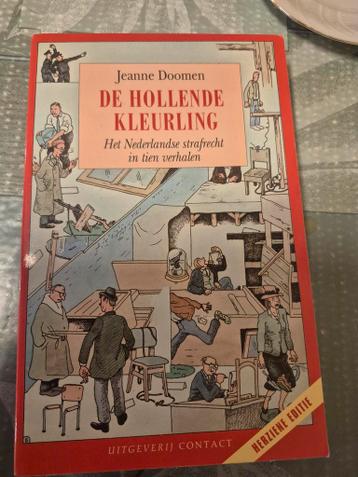 Jeanne Doomen
DE HOLLENDE
KLEURLING
Het Nederlandse strafrecht
in tien verhalen
HERZIENE EDITIE
UITGEVERIJ CONTACT